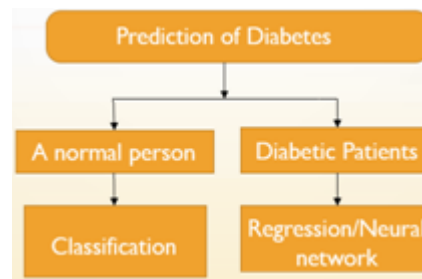 Prediction of Diabetes
A normal person
Diabetic Patients
Classification
Regression/Neural
network